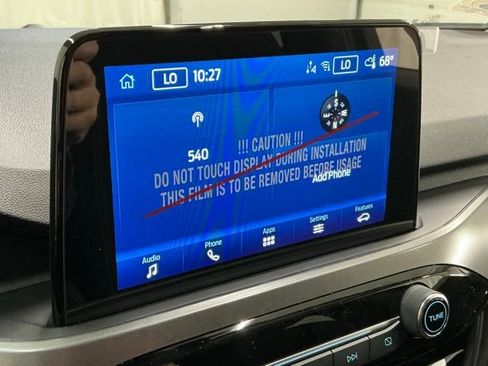 LO 10:27 LO 68°
S
540
!!! CAUTION !!!
DO NOT TOUCH DISPLAY DURING INSTALLATION
THIS FILM IS TO BE REMOVED BEFORE USAGE
Add Phone
Audio Phone Apps Settings Features
TUNE